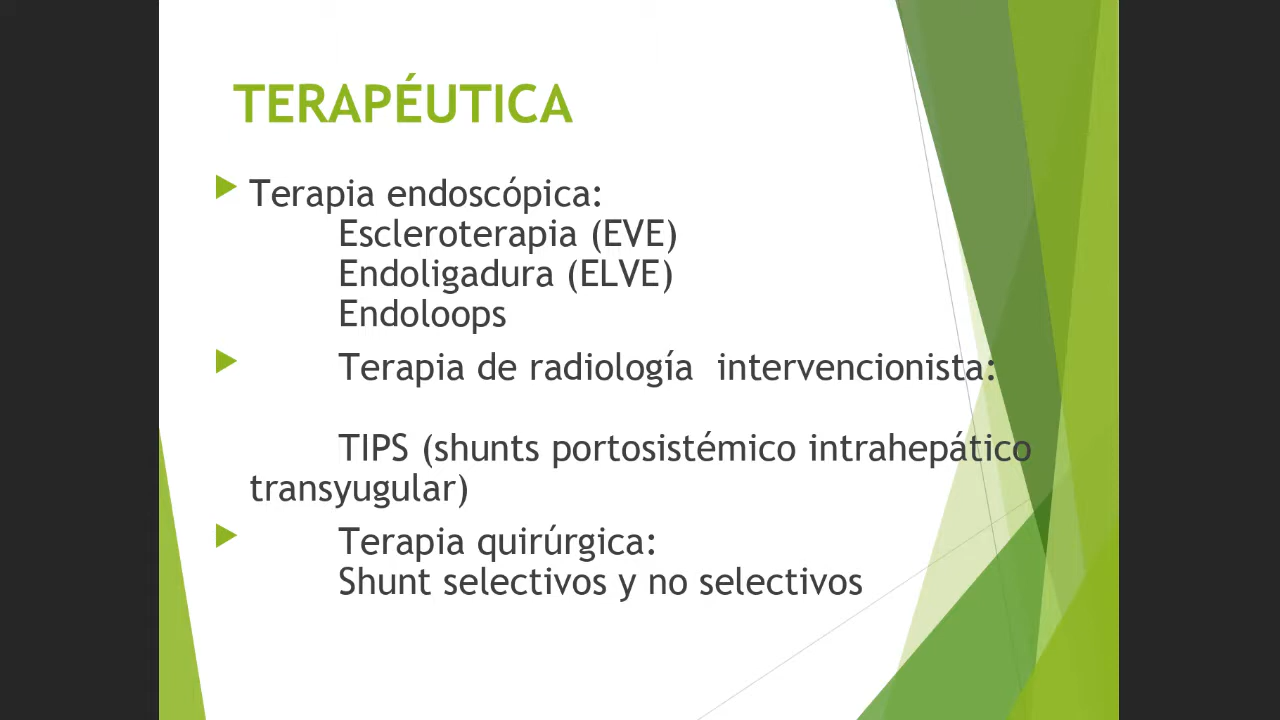 TERAPÉUTICA
Terapia endoscópica:
Escleroterapia (EVE)
Endoligadura (ELVE)
Endoloops
Terapia de radiología  intervencionista:
TIPS (shunts portosistémico intrahepático
transyugular)
Terapia quirúrgica:
Shunt selectivos y no selectivos